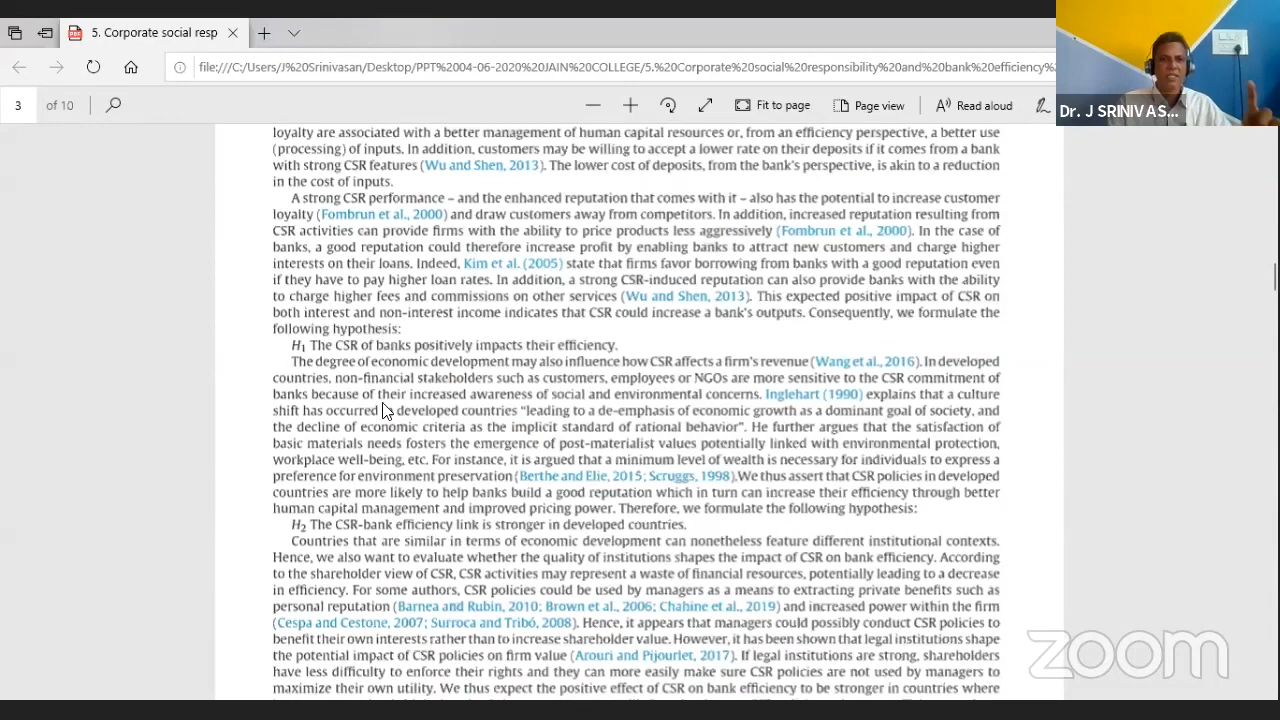 5. Corporate social resp
file:///C:/Users/J%20Srinivasan/Desktop/PPT%2004-06-2020%20JAIN%20COLLEGE/5.%20Corporate%20social%20responsibility%20and%20bank%20efficiency%
3 of 10
Fit to page
Page view
Read aloud
Dr. J SRINIVAS...
loyalty are associated with a better management of human capital resources or, from an efficiency perspective, a better use
(processing) of inputs. In addition, customers may be willing to accept a lower rate on their deposits if it comes from a bank
with strong CSR features (Wu and Shen, 2013). The lower cost of deposits, from the bank's perspective, is akin to a reduction
in the cost of inputs.
A strong CSR performance – and the enhanced reputation that comes with it – also has the potential to increase customer
loyalty (Fombrun et al., 2000) and draw customers away from competitors. In addition, increased reputation resulting from
CSR activities can provide firms with the ability to price products less aggressively (Fombrun et al., 2000). In the case of
banks, a good reputation could therefore increase profit by enabling banks to attract new customers and charge higher
interests on their loans. Indeed, Kim et al. (2005) state that firms favor borrowing from banks with a good reputation even
if they have to pay higher loan rates. In addition, a strong CSR-induced reputation can also provide banks with the ability
to charge higher fees and commissions on other services (Wu and Shen, 2013). This expected positive impact of CSR on
both interest and non-interest income indicates that CSR could increase a bank's outputs. Consequently, we formulate the
following hypothesis:
H1 The CSR of banks positively impacts their efficiency.
The degree of economic development may also influence how CSR affects a firm's revenue (Wang et al., 2016). In developed
countries, non-financial stakeholders such as customers, employees or NGOs are more sensitive to the CSR commitment of
banks because of their increased awareness of social and environmental concerns. Inglehart (1990) explains that a culture
shift has occurred developed countries "leading to a de-emphasis of economic growth as a dominant goal of society, and
the decline of economic criteria as the implicit standard of rational behavior". He further argues that the satisfaction of
basic materials needs fosters the emergence of post-materialist values potentially linked with environmental protection,
workplace well-being, etc. For instance, it is argued that a minimum level of wealth is necessary for individuals to express a
preference for environment preservation (Berthe and Elie, 2015; Scruggs, 1998).We thus assert that CSR policies in developed
countries are more likely to help banks build a good reputation which in turn can increase their efficiency through better
human capital management and improved pricing power. Therefore, we formulate the following hypothesis:
H2 The CSR-bank efficiency link is stronger in developed countries.
Countries that are similar in terms of economic development can nonetheless feature different institutional contexts.
Hence, we also want to evaluate whether the quality of institutions shapes the impact of CSR on bank efficiency. According
to the shareholder view of CSR, CSR activities may represent a waste of financial resources, potentially leading to a decrease
in efficiency. For some authors, CSR policies could be used by managers as a means to extracting private benefits such as
personal reputation (Barnea and Rubin, 2010; Brown et al., 2006; Chahine et al., 2019) and increased power within the firm
(Cespa and Cestone, 2007; Surroca and Tribó, 2008). Hence, it appears that managers could possibly conduct CSR policies to
benefit their own interests rather than to increase shareholder value. However, it has been shown that legal institutions shape
the potential impact of CSR policies on firm value (Arouri and Pijourlet, 2017). If legal institutions are strong, shareholders
have less difficulty to enforce their rights and they can more easily make sure CSR policies are not used by managers to
maximize their own utility. We thus expect the positive effect of CSR on bank efficiency to be stronger in countries where
zoom